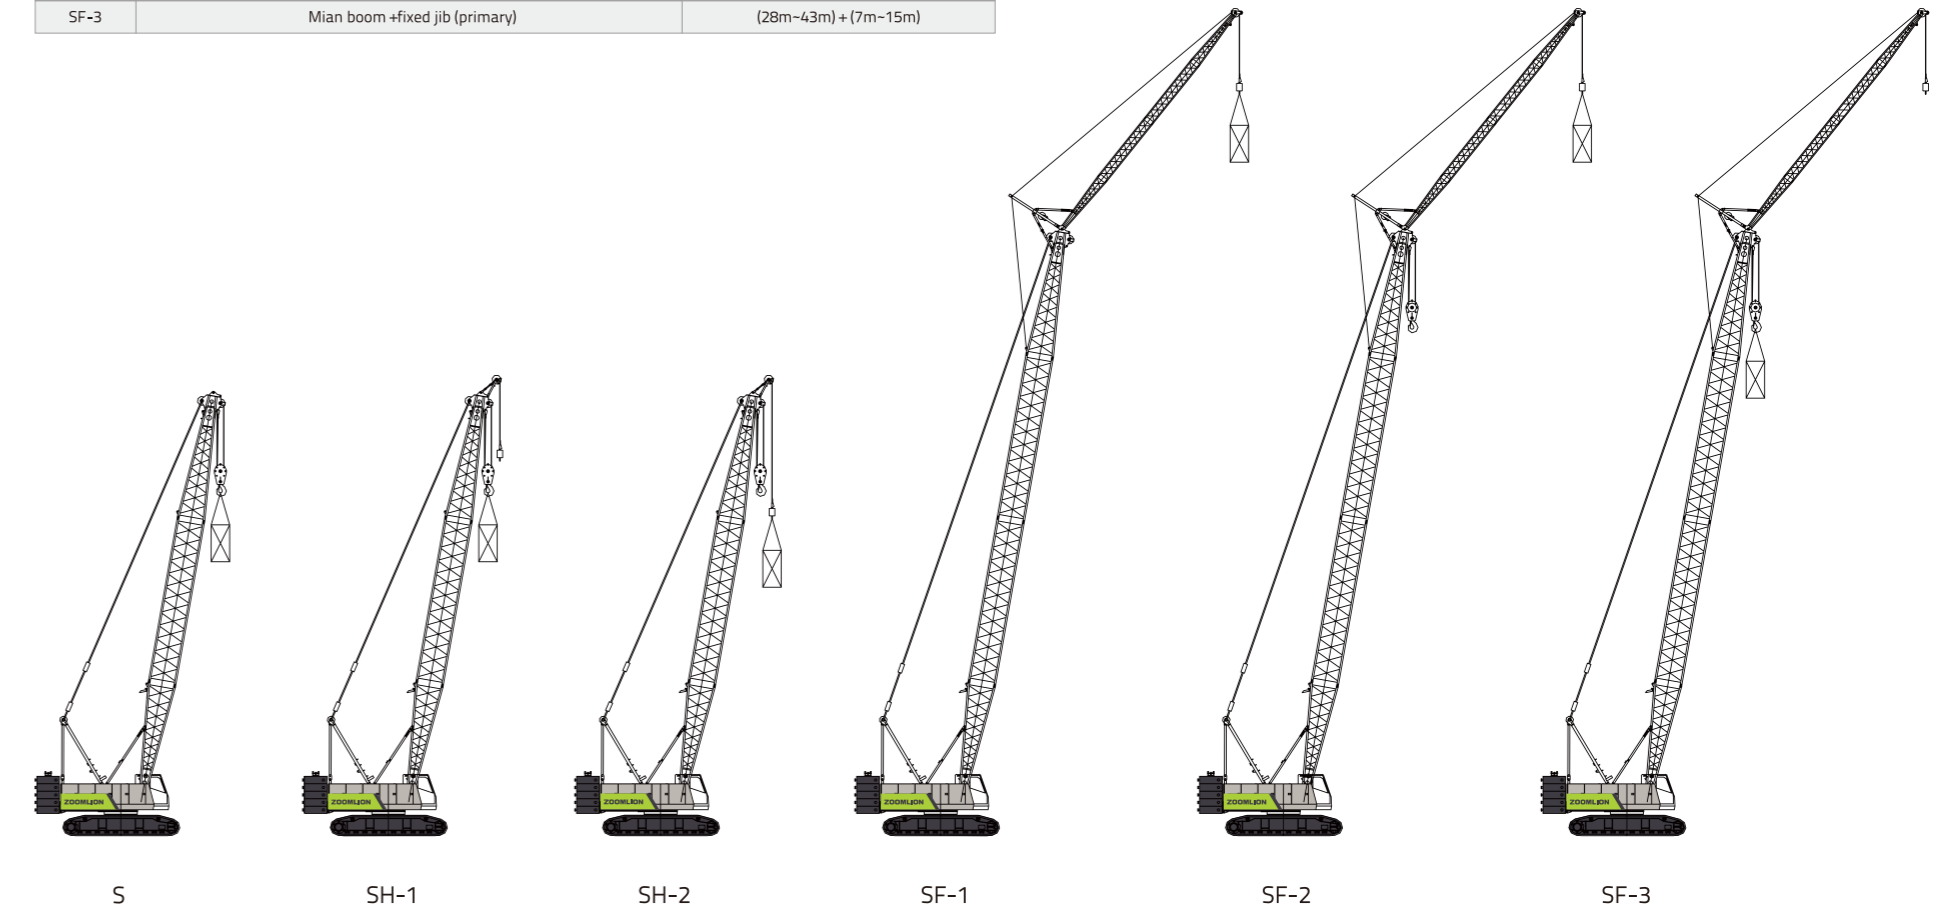 SF-3 Mian boom +fixed jib (primary) (28m~43m) + (7m~15m)
ZOOMLION ZOOMLION ZOOMLION ZOOMLION ZOOMLION ZOOMLION
S SH-1 SH-2 SF-1 SF-2 SF-3